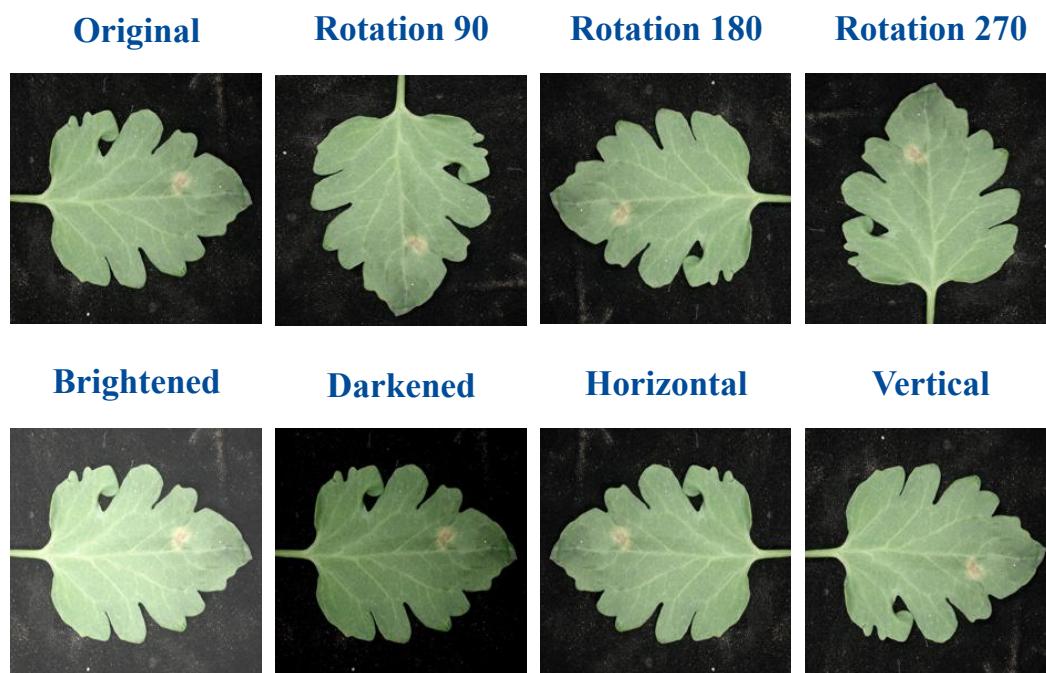 Original
Rotation 90
Rotation 180
Rotation 270
Brightened
Darkened
Horizontal
Vertical